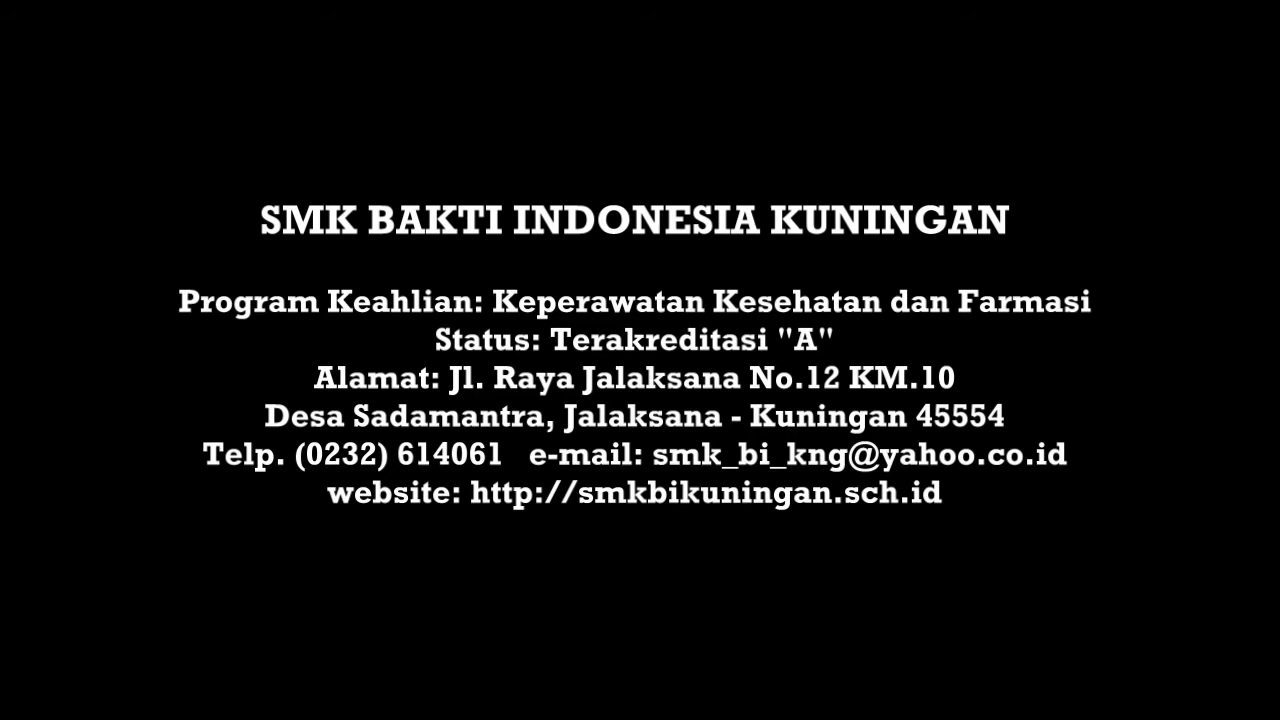 SMK BAKTI INDONESIA KUNINGAN
Program Keahlian: Keperawatan Kesehatan dan Farmasi
Status: Terakreditasi "A"
Alamat: Jl. Raya Jalaksana No.12 KM.10
Desa Sadamantra, Jalaksana - Kuningan 45554
Telp. (0232) 614061 e-mail: smk_bi_kng@yahoo.co.id
website: http://smkbikuningan.sch.id